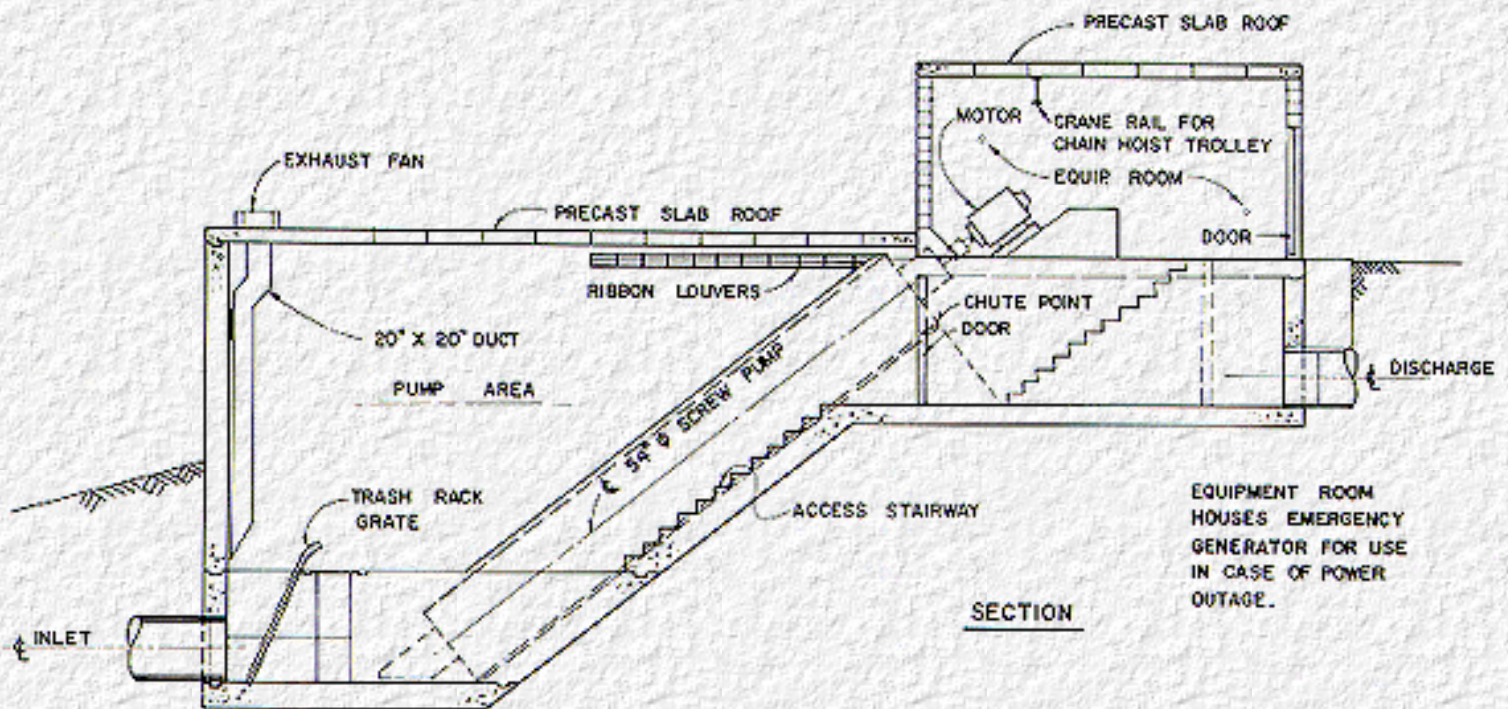 PRECAST SLAB ROOF
MOTOR
CRANE RAIL FOR
CHAIN HOIST TROLLEY
EXHAUST FAN
EQUIP. ROOM
PRECAST SLAB ROOF
DOOR
RIBBON LOUVERS
CHUTE POINT
DOOR
20" X 20" DUCT
DISCHARGE
PUMP AREA
54" Φ SCREW PUMP
TRASH RACK
GRATE
ACCESS STAIRWAY
EQUIPMENT ROOM
HOUSES EMERGENCY
GENERATOR FOR USE
IN CASE OF POWER
OUTAGE.
SECTION
INLET